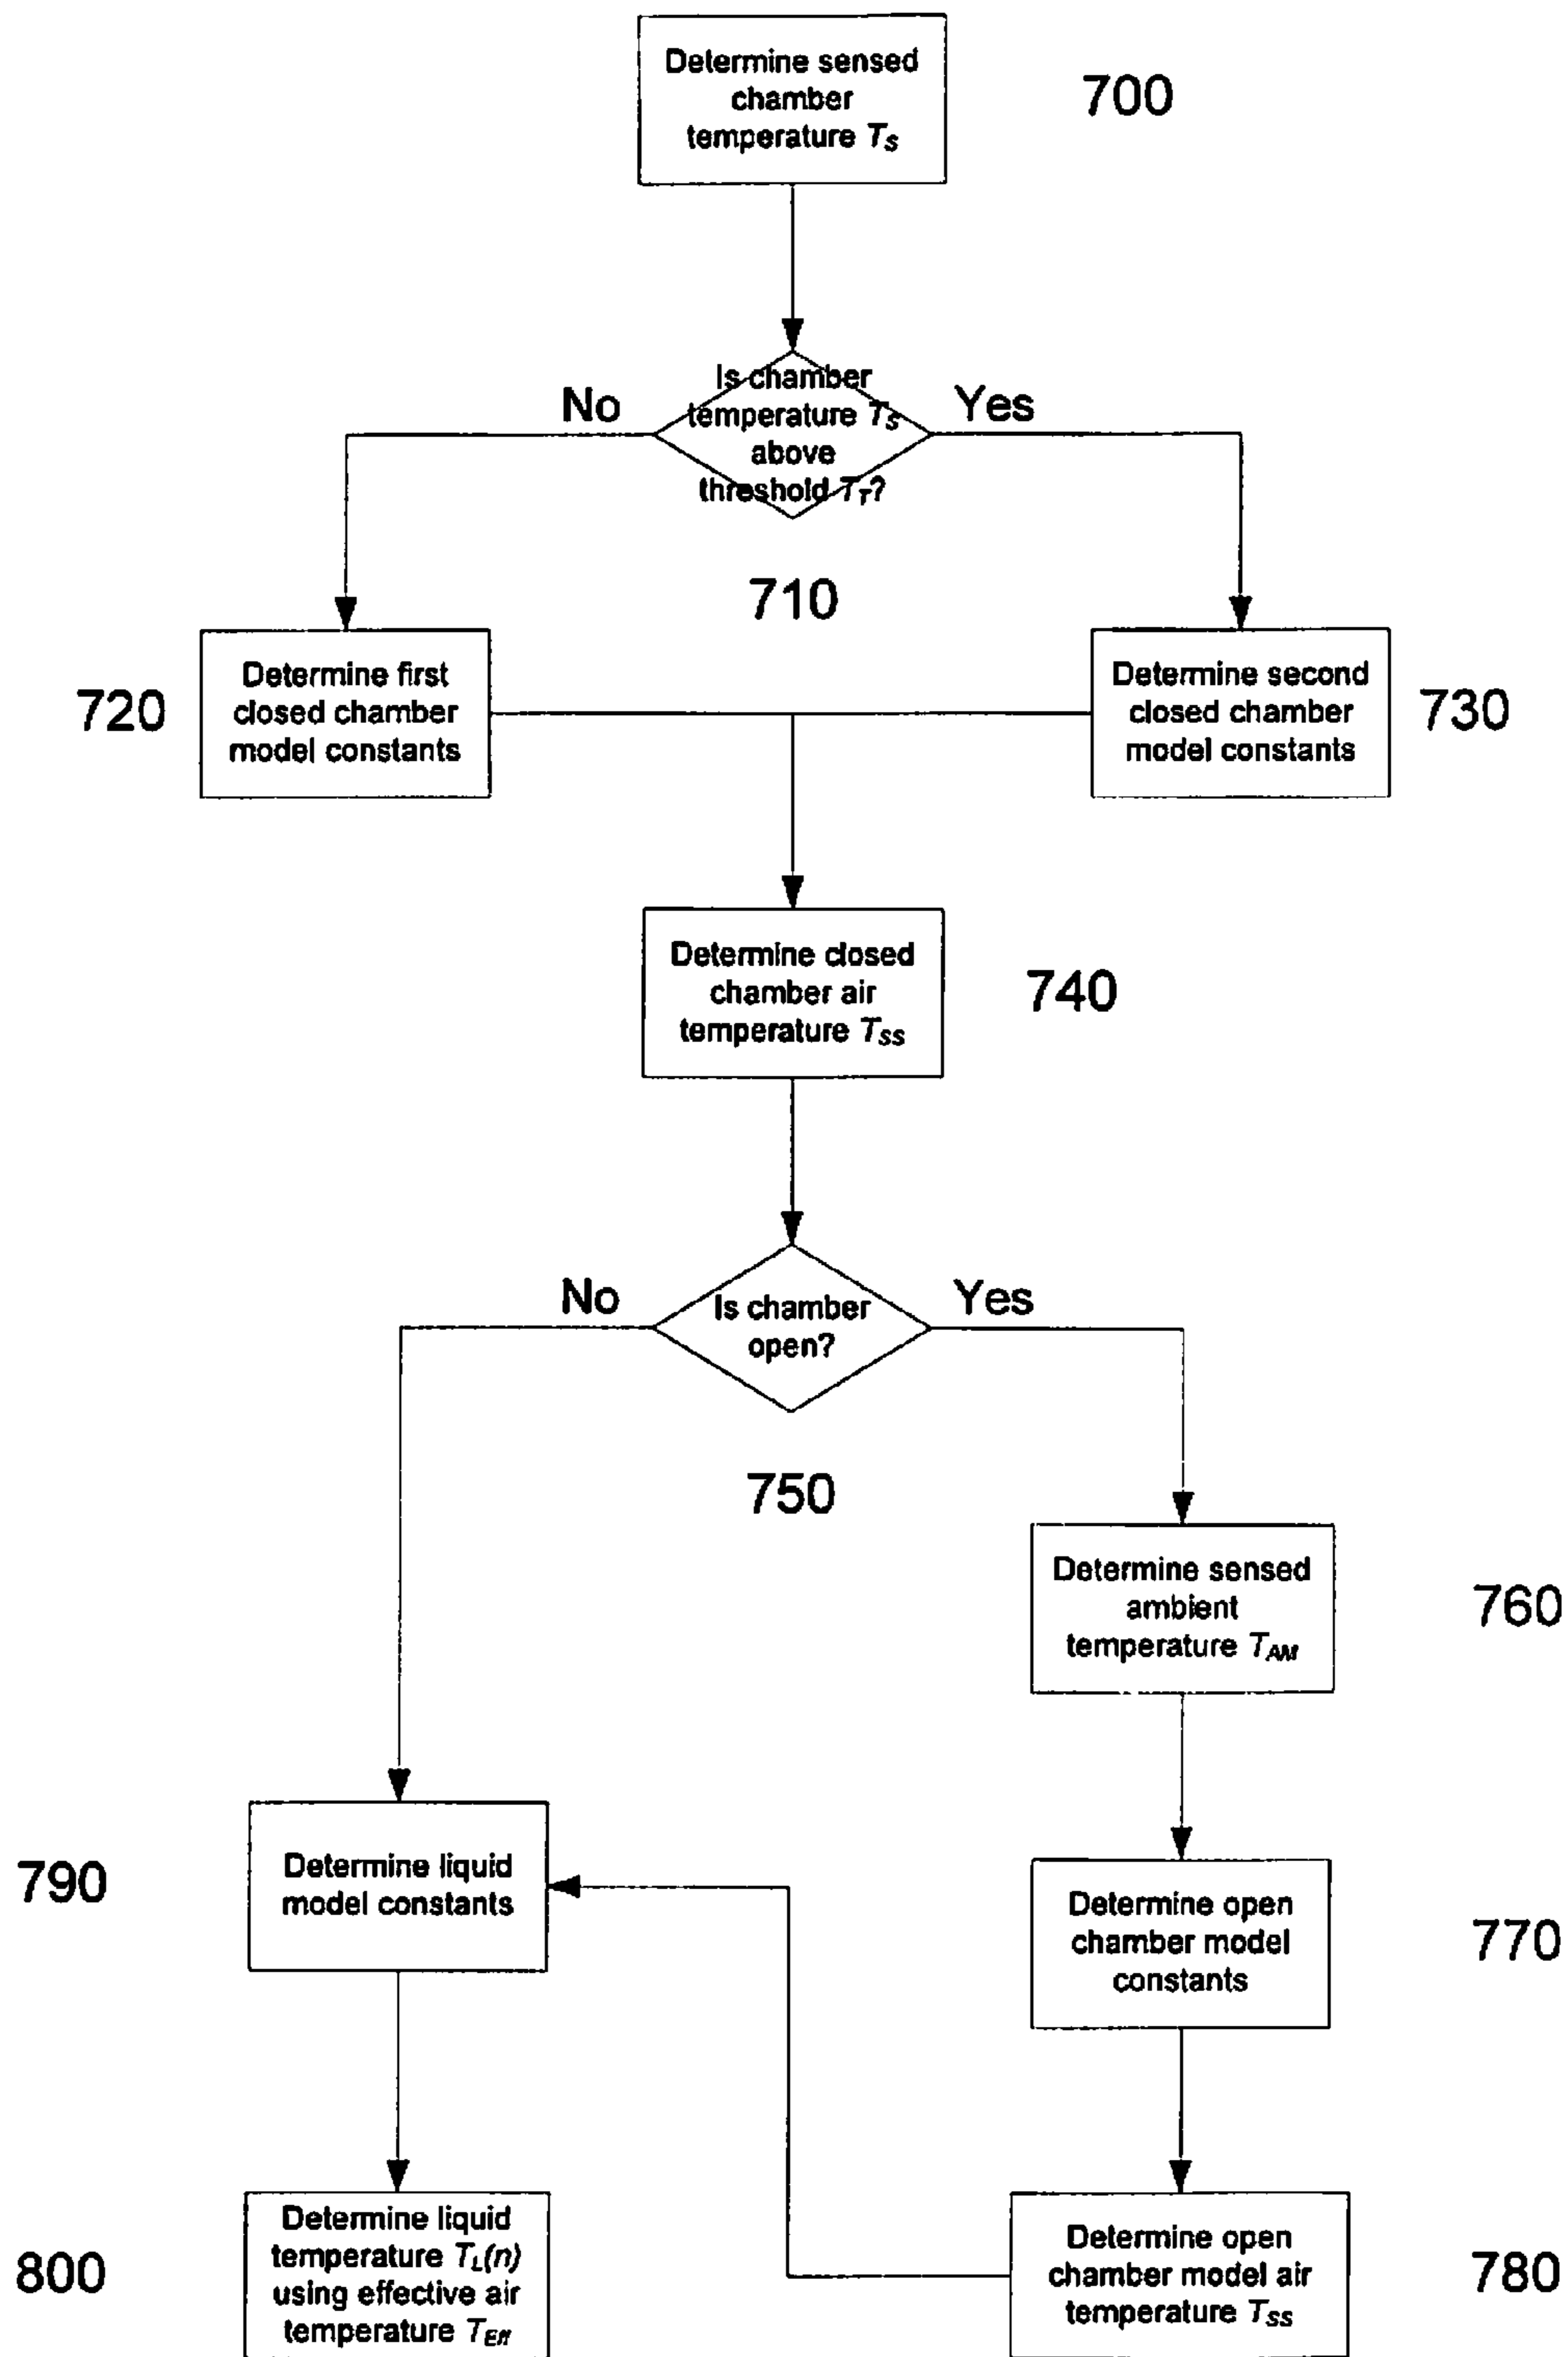 Determine sensed
chamber
temperature TS
700
Is chamber
temperature TS
above
threshold TT?
No
Yes
710
720
Determine first
closed chamber
model constants
Determine second
closed chamber
model constants
730
Determine closed
chamber air
temperature TSS
740
No
Is chamber
open?
Yes
750
Determine sensed
ambient
temperature TAM
760
790
Determine liquid
model constants
Determine open
chamber model
constants
770
800
Determine liquid
temperature TL(n)
using effective air
temperature TEff
Determine open
chamber model air
temperature TSS
780